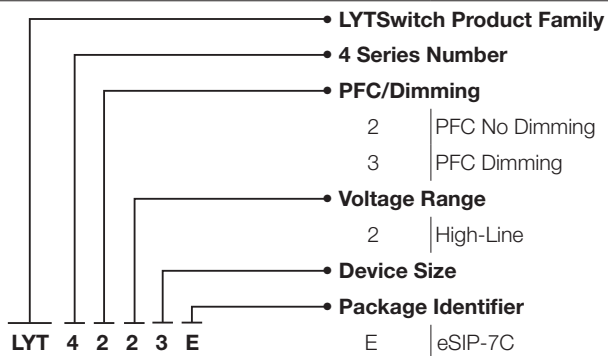 • LYTSwitch Product Family
• 4 Series Number
• PFC/Dimming
2 PFC No Dimming
3 PFC Dimming
• Voltage Range
2 High-Line
• Device Size
• Package Identifier
LYT 4 2 2 3 E E eSIP-7C